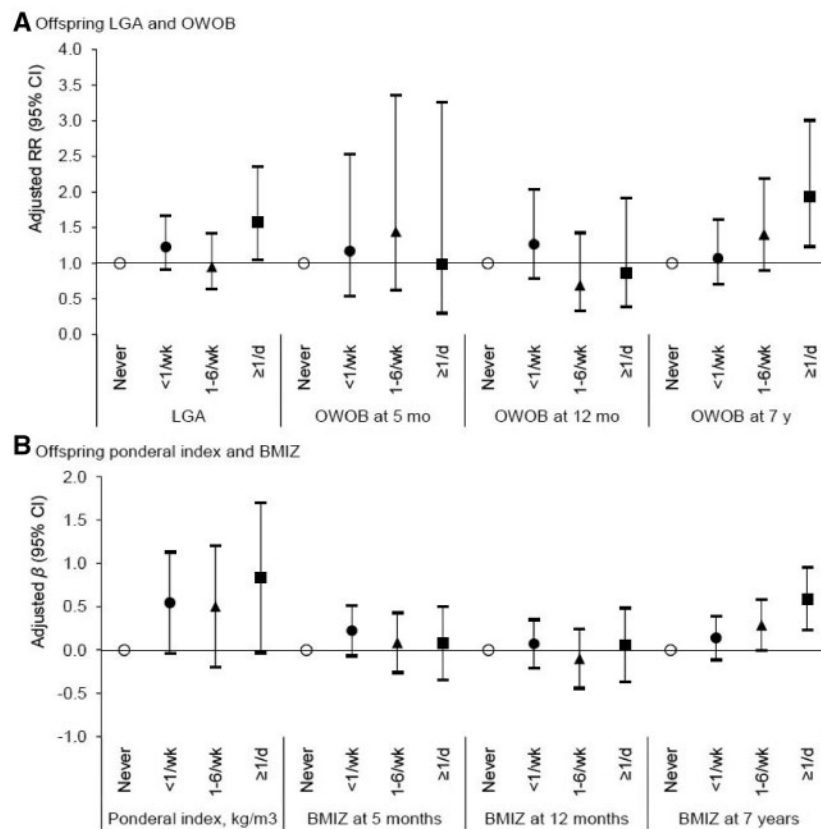 A Offspring LGA and OWOB
Adjusted RR (95% CI)
4.0
3.5
3.0
2.5
2.0
1.5
1.0
0.5
0.0
Never <1/wk 1-6/wk ≥1/d Never <1/wk 1-6/wk ≥1/d Never <1/wk 1-6/wk ≥1/d Never <1/wk 1-6/wk ≥1/d
LGA OWOB at 5 mo OWOB at 12 mo OWOB at 7 y
B Offspring ponderal index and BMIZ
Adjusted β (95% CI)
2.0
1.5
1.0
0.5
0.0
-0.5
-1.0
Never <1/wk 1-6/wk ≥1/d Never <1/wk 1-6/wk ≥1/d Never <1/wk 1-6/wk ≥1/d Never <1/wk 1-6/wk ≥1/d
Ponderal index, kg/m3 BMIZ at 5 months BMIZ at 12 months BMIZ at 7 years